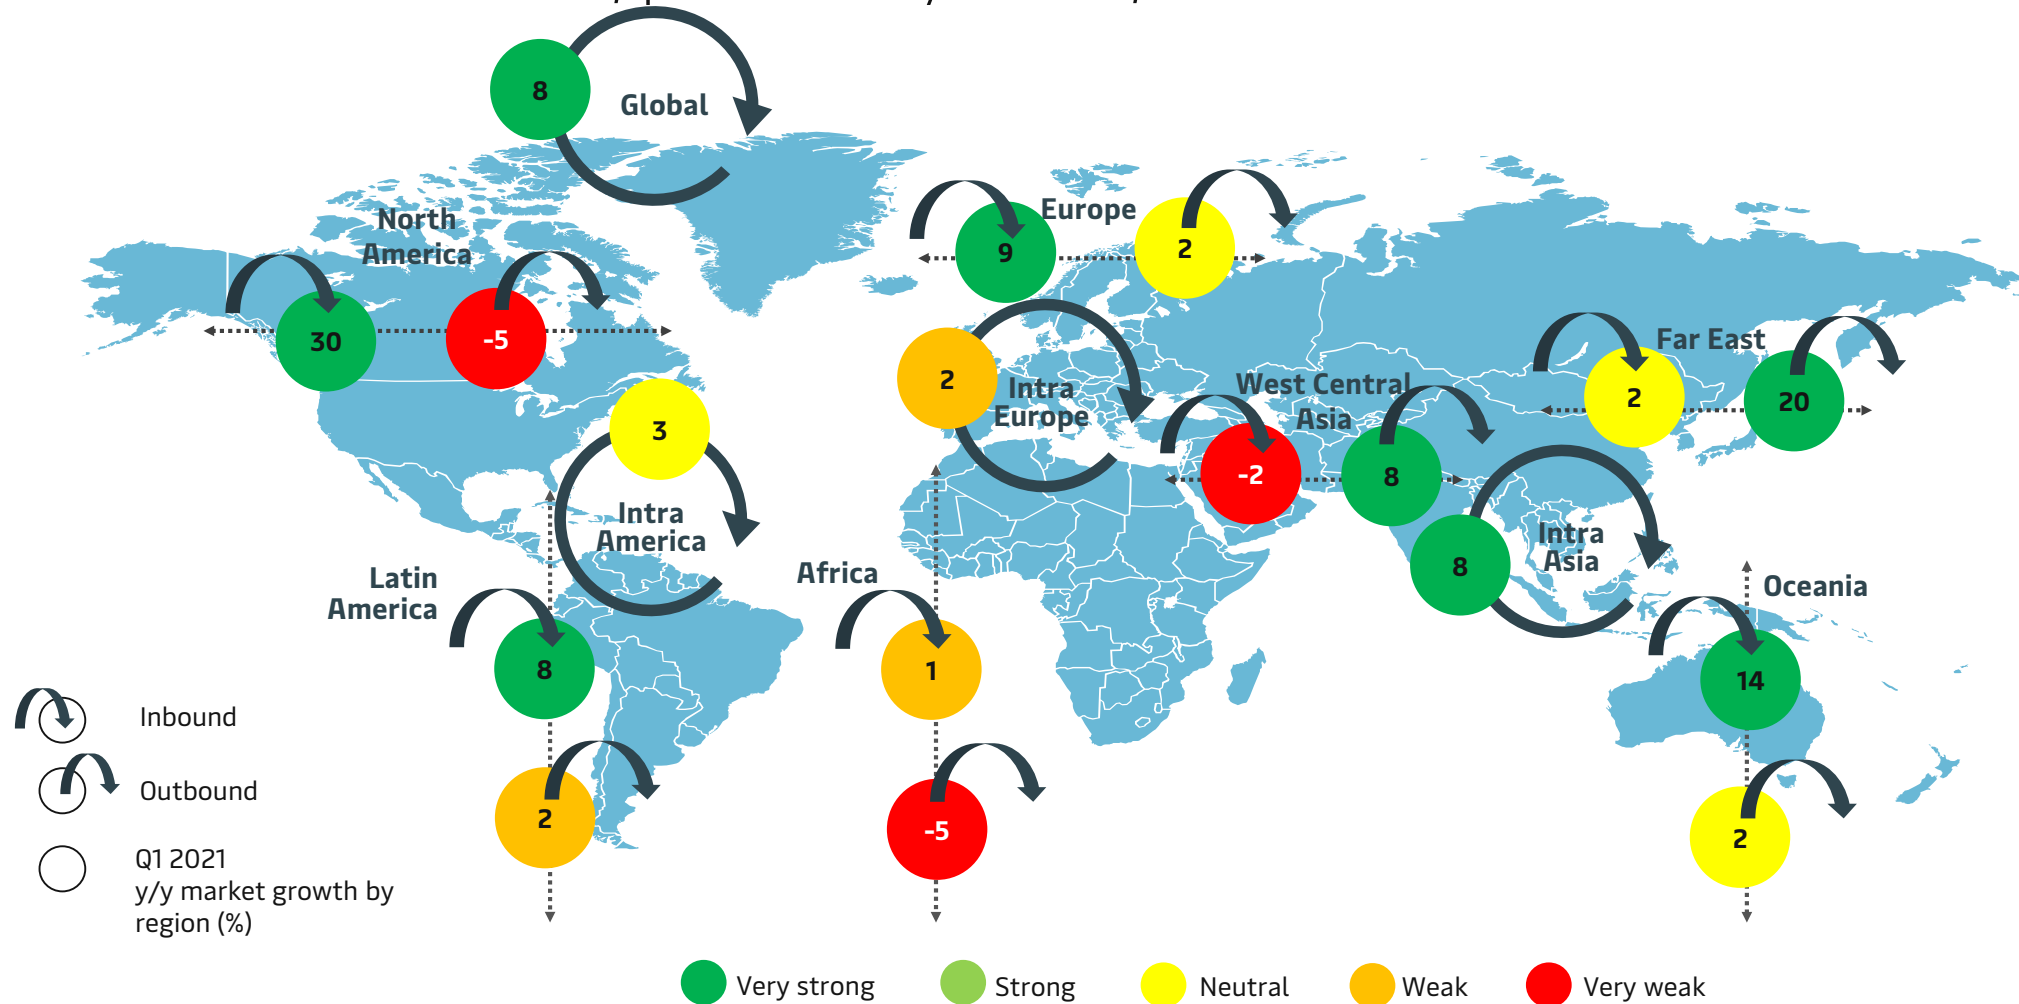 8
Global
North
America
30
-5
Europe
9
2
3
Intra
America
2
Intra
Europe
West Central
Asia
-2
8
Far East
2
20
8
Intra
Asia
Latin
America
8
2
Africa
1
-5
Oceania
14
2
Inbound
Outbound
Q1 2021
y/y market growth by
region (%)
Very strong
Strong
Neutral
Weak
Very weak